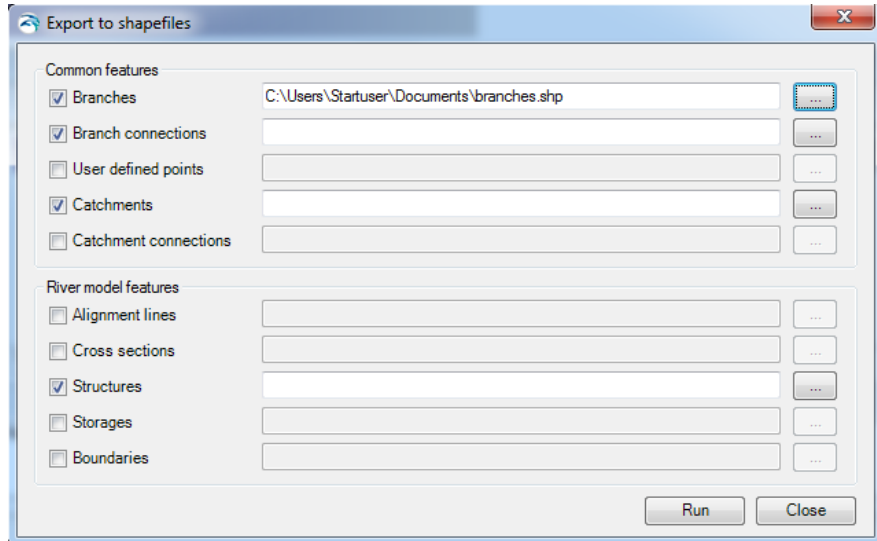 Export to shapefiles
Common features
Branches C:\Users\Startuser\Documents\branches.shp ...
Branch connections ...
User defined points ...
Catchments ...
Catchment connections ...
River model features
Alignment lines ...
Cross sections ...
Structures ...
Storages ...
Boundaries ...
Run Close